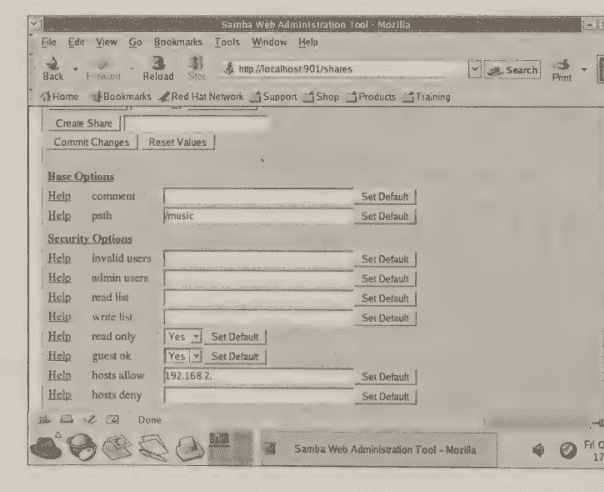 Samba Web Administration Tool - Mozilla
File Edit View Go Bookmarks Tools Window Help
Back Forward Reload Stop http://localhost:901/shares Search Print
Home Bookmarks Red Hat Network Support Shop Products Training
Create Share
Commit Changes Reset Values
Base Options
Help comment Set Default
Help path /music Set Default
Security Options
Help invalid users Set Default
Help admin users Set Default
Help read list Set Default
Help write list Set Default
Help read only Yes Set Default
Help guest ok Yes Set Default
Help hosts allow 192.168.2. Set Default
Help hosts deny Set Default
Done
Samba Web Administration Tool - Mozilla Fri O
17